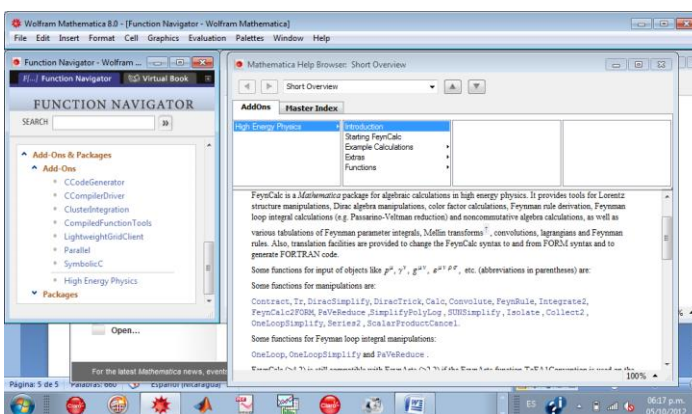 Wolfram Mathematica 8.0 - [Function Navigator - Wolfram Mathematica]
File Edit Insert Format Cell Graphics Evaluation Palettes Window Help
Function Navigator - Wolfram ...
Function Navigator Virtual Book
FUNCTION NAVIGATOR
SEARCH
Add-Ons & Packages
Add-Ons
CCodeGenerator
CCompilerDriver
ClusterIntegration
CompiledFunctionTools
LightweightGridClient
Parallel
SymbolicC
High Energy Physics
Packages
Mathematica Help Browser: Short Overview
Short Overview
AddOns Master Index
High Energy Physics
Introduction
Starting FeynCalc
Example Calculations
Extras
Functions
FeynCalc is a Mathematica package for algebraic calculations in high energy physics. It provides tools for Lorentz
structure manipulations, Dirac algebra manipulations, color factor calculations, Feynman rule derivation, Feynman
loop integral calculations (e.g. Passarino-Veltman reduction) and noncommutative algebra calculations, as well as
various tabulations of Feynman parameter integrals, Mellin transforms, convolutions, lagrangians and Feynman
rules. Also, translation facilities are provided to change the FeynCalc syntax to and from FORM syntax and to
generate FORTRAN code.
Some functions for input of objects like p^μ, γ^ν, g^μν, ε^μνρσ, etc. (abbreviations in parentheses) are:
Some functions for manipulations are:
Contract, Tr, DiracSimplify, DiracTrick, Calc, Convolute, FeynRule, Integrate2,
FeynCalc2FORM, PaVeReduce, SimplifyPolyLog, SUNSimplify, Isolate, Collect2,
OneLoopSimplify, Series2, ScalarProductCancel.
Some functions for Feynman loop integral manipulations:
OneLoop, OneLoopSimplify and PaVeReduce.
100%
Open...
For the latest Mathematica news, event
Página: 5 de 5 Palabras: 660 Español (Nicaragua)
ES
06:17 p.m.
05/10/2012